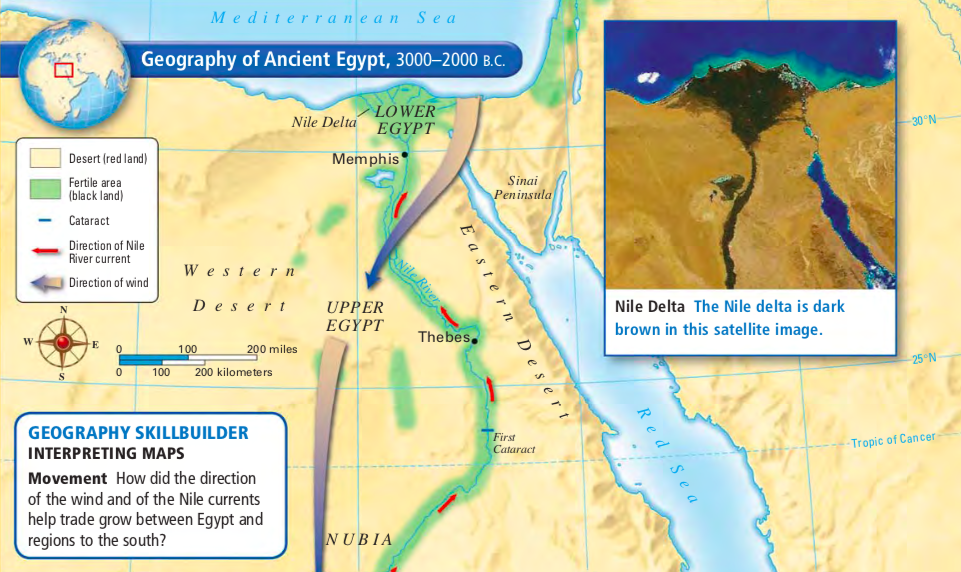 Mediterranean Sea
Geography of Ancient Egypt, 3000–2000 B.C.
Nile Delta
LOWER
EGYPT
Memphis
Sinai
Peninsula
30°N
Desert (red land)
Fertile area
(black land)
Cataract
Direction of Nile
River current
Direction of wind
Western
Desert
Eastern Desert
Nile River
UPPER
EGYPT
Thebes
N
W
E
S
0 100 200 miles
0 100 200 kilometers
Nile Delta The Nile delta is dark
brown in this satellite image.
25°N
Red Sea
Tropic of Cancer
First
Cataract
NUBIA
GEOGRAPHY SKILLBUILDER
INTERPRETING MAPS
Movement How did the direction
of the wind and of the Nile currents
help trade grow between Egypt and
regions to the south?